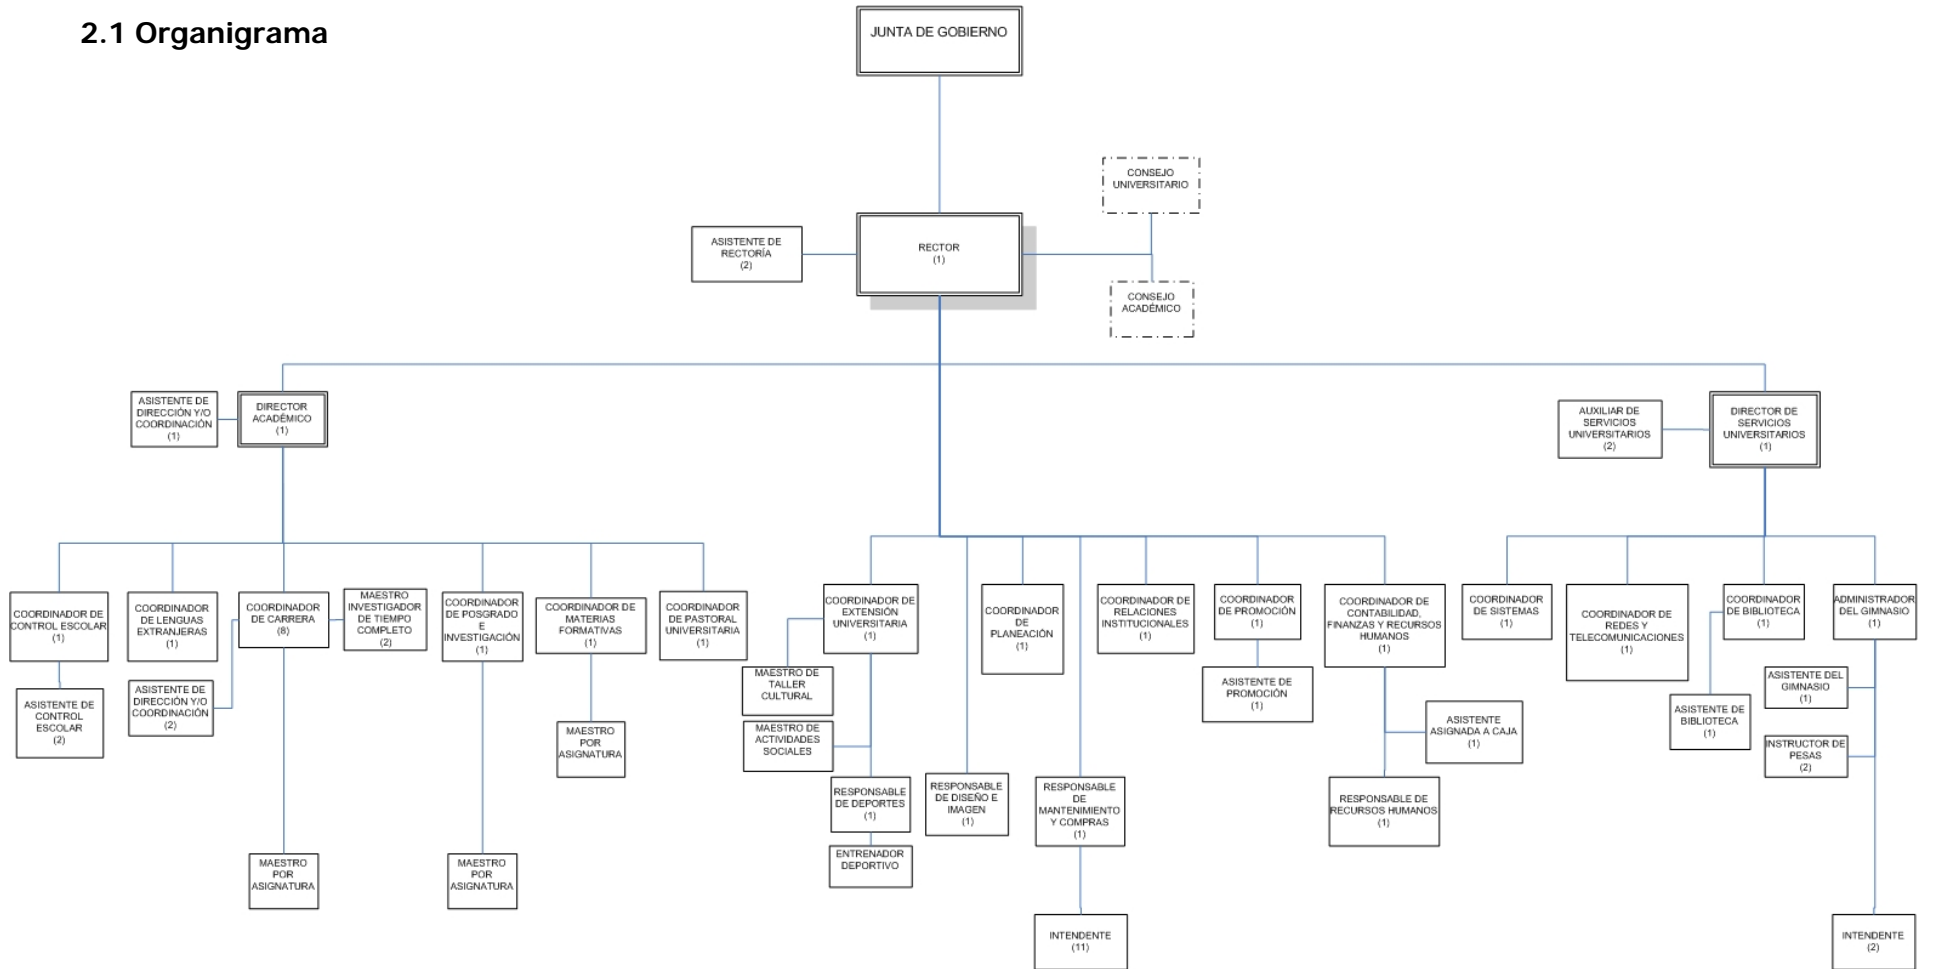 2.1 Organigrama
JUNTA DE GOBIERNO
CONSEJO
UNIVERSITARIO
ASISTENTE DE
RECTORÍA
(2)
RECTOR
(1)
CONSEJO
ACADÉMICO
ASISTENTE DE
DIRECCIÓN Y/O
COORDINACIÓN
(1)
DIRECTOR
ACADÉMICO
(1)
AUXILIAR DE
SERVICIOS
UNIVERSITARIOS
(2)
DIRECTOR DE
SERVICIOS
UNIVERSITARIOS
(1)
COORDINADOR DE
CONTROL ESCOLAR
(1)
COORDINADOR
DE LENGUAS
EXTRANJERAS
(1)
COORDINADOR
DE CARRERA
(8)
MAESTRO
INVESTIGADOR
DE TIEMPO
COMPLETO
(2)
COORDINADOR
DE POSGRADO
E
INVESTIGACIÓN
(1)
COORDINADOR DE
MATERIAS
FORMATIVAS
(1)
COORDINADOR
DE PASTORAL
UNIVERSITARIA
(1)
COORDINADOR DE
EXTENSIÓN
UNIVERSITARIA
(1)
COORDINADOR
DE
PLANEACIÓN
(1)
COORDINADOR DE
RELACIONES
INSTITUCIONALES
(1)
COORDINADOR
DE PROMOCIÓN
(1)
COORDINADOR DE
CONTABILIDAD,
FINANZAS Y RECURSOS
HUMANOS
(1)
COORDINADOR
DE SISTEMAS
(1)
COORDINADOR DE
REDES Y
TELECOMUNICACIONES
(1)
COORDINADOR
DE BIBLIOTECA
(1)
ADMINISTRADOR
DEL GIMNASIO
(1)
ASISTENTE DE
CONTROL
ESCOLAR
(2)
ASISTENTE DE
DIRECCIÓN Y/O
COORDINACIÓN
(2)
MAESTRO
POR
ASIGNATURA
MAESTRO DE
TALLER
CULTURAL
MAESTRO DE
ACTIVIDADES
SOCIALES
ASISTENTE DE
PROMOCIÓN
(1)
ASISTENTE
ASIGNADA A CAJA
(1)
ASISTENTE DE
BIBLIOTECA
(1)
ASISTENTE DEL
GIMNASIO
(1)
INSTRUCTOR DE
PESAS
(2)
RESPONSABLE
DE DEPORTES
(1)
RESPONSABLE
DE DISEÑO E
IMAGEN
(1)
RESPONSABLE
DE
MANTENIMIENTO
Y COMPRAS
(1)
RESPONSABLE DE
RECURSOS HUMANOS
(1)
MAESTRO
POR
ASIGNATURA
MAESTRO
POR
ASIGNATURA
ENTRENADOR
DEPORTIVO
INTENDENTE
(11)
INTENDENTE
(2)